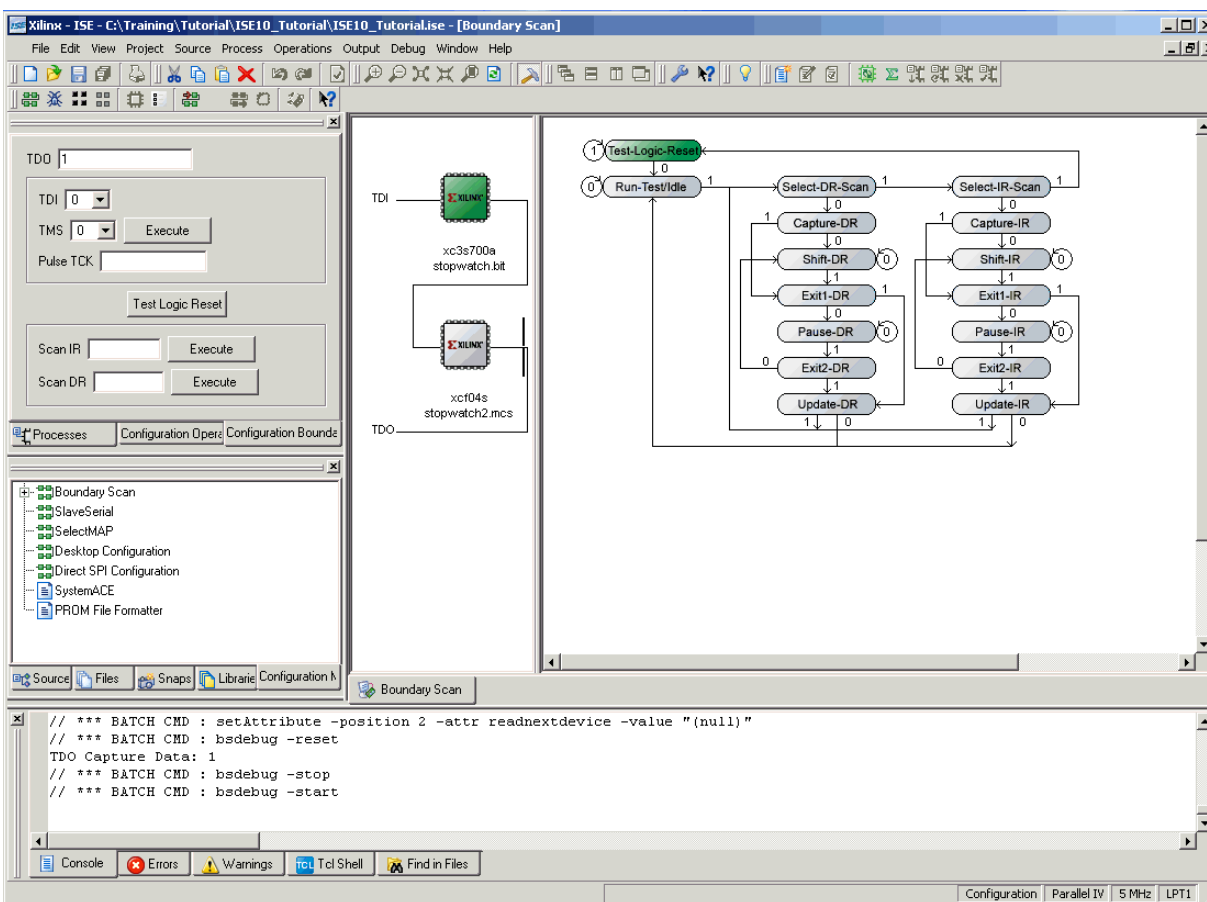 Xilinx - ISE - C:\Training\Tutorial\ISE10_Tutorial\ISE10_Tutorial.ise - [Boundary Scan]
File Edit View Project Source Process Operations Output Debug Window Help
TDO 1
TDI 0
TMS 0 Execute
Pulse TCK
Test Logic Reset
Scan IR Execute
Scan DR Execute
Processes Configuration Opera Configuration Bounda
Boundary Scan
SlaveSerial
SelectMAP
Desktop Configuration
Direct SPI Configuration
SystemACE
PROM File Formatter
Source Files Snaps Librarie Configuration M
TDI
XILINX
xc3s700a
stopwatch.bit
XILINX
xcf04s
stopwatch2.mcs
TDO
1 Test-Logic-Reset
0
0 Run-Test/Idle 1 Select-DR-Scan 1 Select-IR-Scan 1
0 0
1 Capture-DR 1 Capture-IR
0 0
Shift-DR 0 Shift-IR 0
1 1
Exit1-DR 1 Exit1-IR 1
0 0
Pause-DR 0 Pause-IR 0
1 1
0 Exit2-DR 0 Exit2-IR
1 1
Update-DR Update-IR
1 0 1 0
Boundary Scan
// *** BATCH CMD : setAttribute -position 2 -attr readnextdevice -value "(null)"
// *** BATCH CMD : bsdebug -reset
TDO Capture Data: 1
// *** BATCH CMD : bsdebug -stop
// *** BATCH CMD : bsdebug -start
Console Errors Warnings Tcl Shell Find in Files
Configuration Parallel IV 5 MHz LPT1